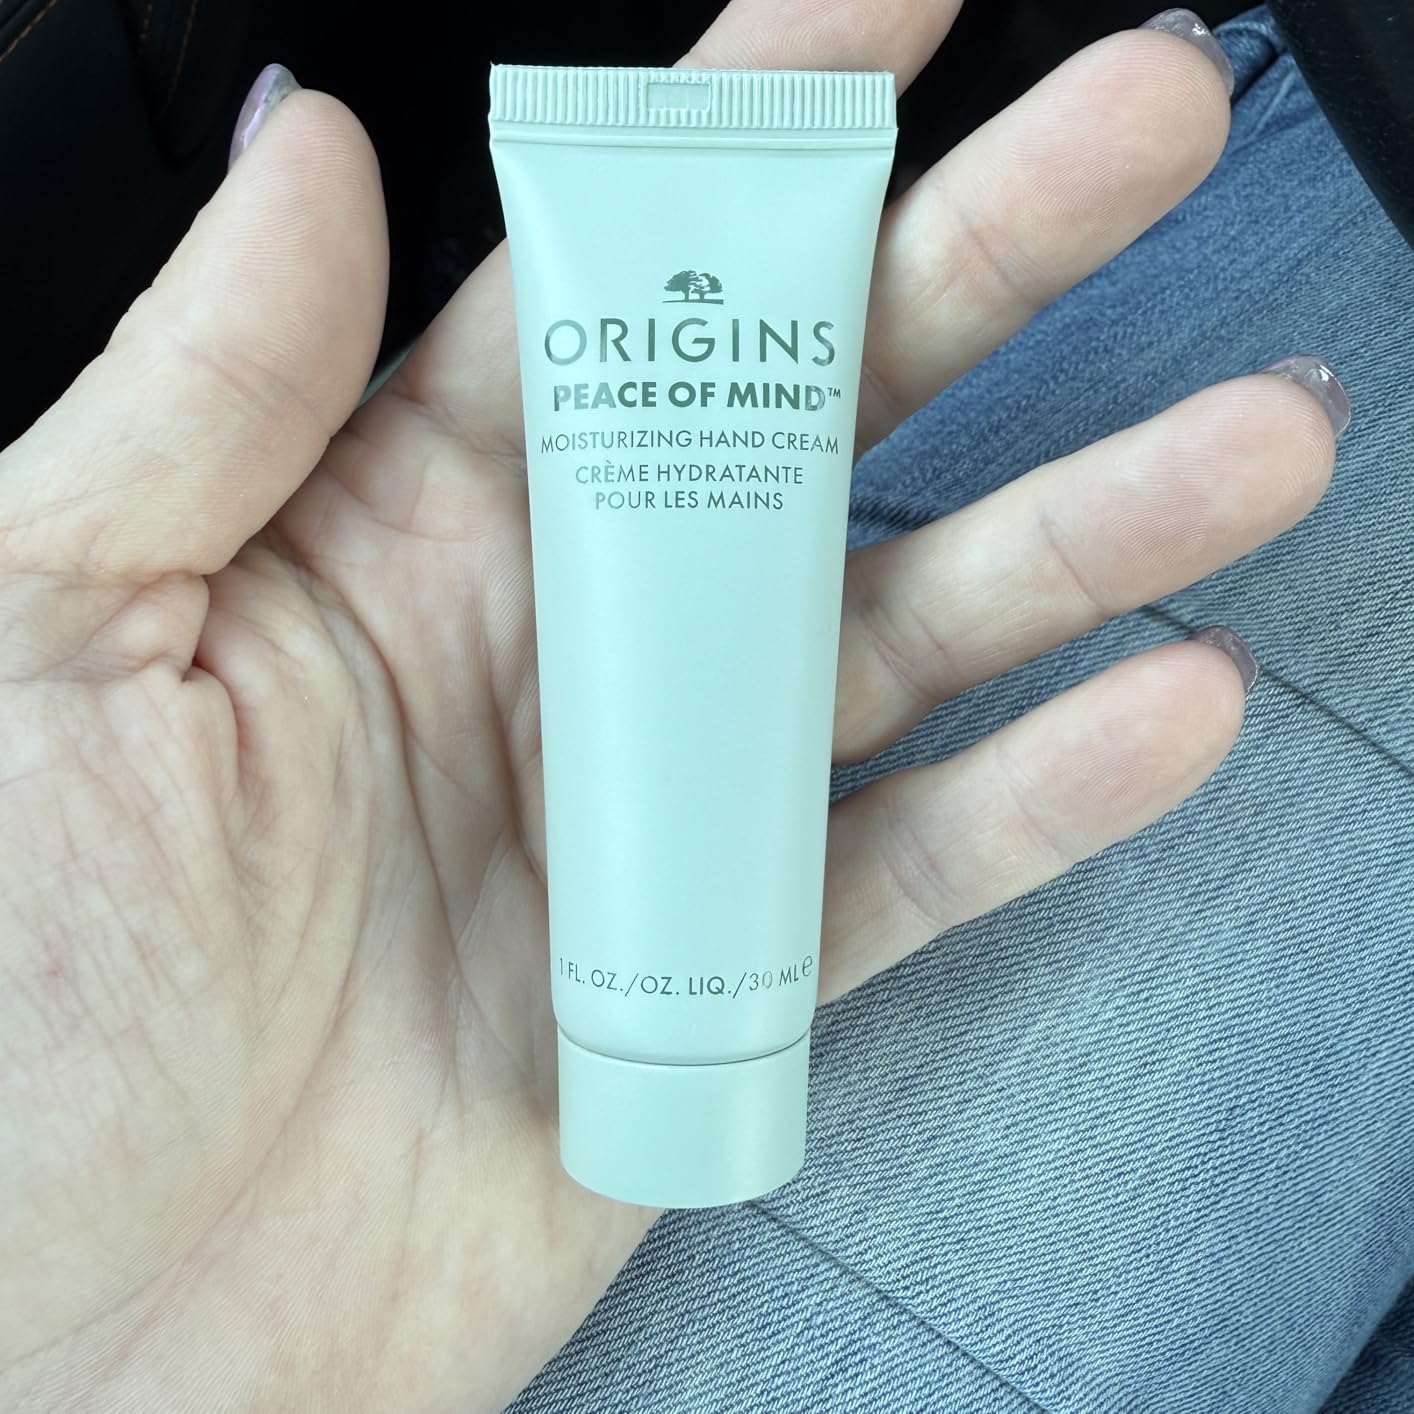 ORIGINS
PEACE OF MIND™
MOISTURIZING HAND CREAM
CRÈME HYDRATANTE
POUR LES MAINS
1 FL. OZ./OZ. LIQ./30 ML℮